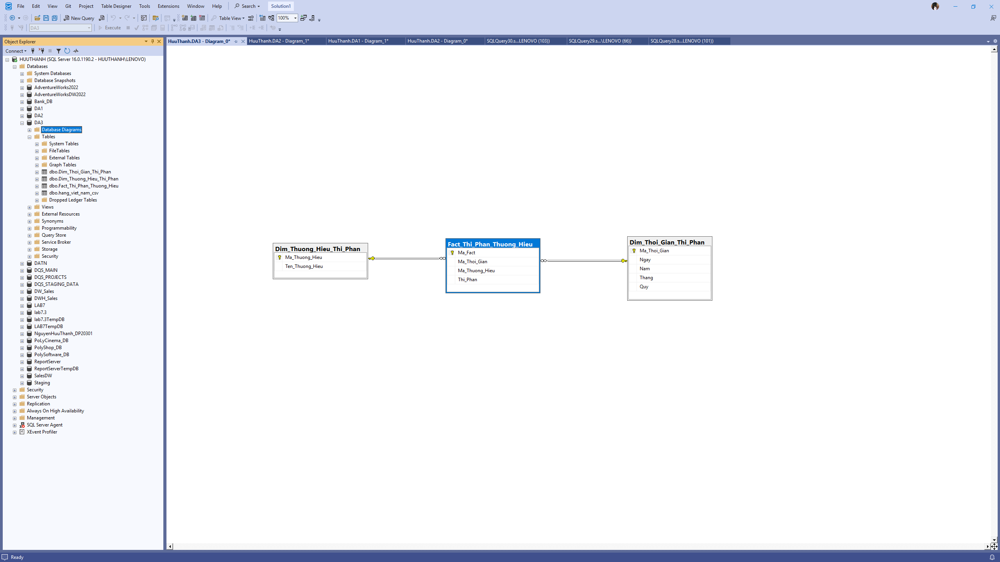 File Edit View Git Project Table Designer Tools Extensions Window Help Search Solution1
New Query Table View 100%
DA3 Execute
Object Explorer
Connect
HUUTHANH (SQL Server 16.0.1190.2 - HUUTHANH\LENOVO)
Databases
System Databases
Database Snapshots
AdventureWorks2022
AdventureWorksDW2022
Bank_DB
DA1
DA2
DA3
Database Diagrams
Tables
System Tables
FileTables
External Tables
Graph Tables
dbo.Dim_Thoi_Gian_Thi_Phan
dbo.Dim_Thuong_Hieu_Thi_Phan
dbo.Fact_Thi_Phan_Thuong_Hieu
dbo.hang_viet_nam_csv
Dropped Ledger Tables
Views
External Resources
Synonyms
Programmability
Query Store
Service Broker
Storage
Security
DATN
DQS_MAIN
DQS_PROJECTS
DQS_STAGING_DATA
DW_Sales
DWH_Sales
LAB7
lab7.3
lab7.3TempDB
LAB7TempDB
NguyenHuuThanh_DP20301
PoLyCinema_DB
PolyShop_DB
PolySoftware_DB
ReportServer
ReportServerTempDB
SalesDW
Staging
Security
Server Objects
Replication
Always On High Availability
Management
SQL Server Agent
XEvent Profiler
HuuThanh.DA3 - Diagram_0* HuuThanh.DA2 - Diagram_1* HuuThanh.DA1 - Diagram_1* HuuThanh.DA2 - Diagram_0* SQLQuery30.s...LENOVO (103)) SQLQuery29.s...\LENOVO (66)) SQLQuery28.s...LENOVO (101))
Dim_Thuong_Hieu_Thi_Phan
Ma_Thuong_Hieu
Ten_Thuong_Hieu
Fact_Thi_Phan_Thuong_Hieu
Ma_Fact
Ma_Thoi_Gian
Ma_Thuong_Hieu
Thi_Phan
Dim_Thoi_Gian_Thi_Phan
Ma_Thoi_Gian
Ngay
Nam
Thang
Quy
Ready